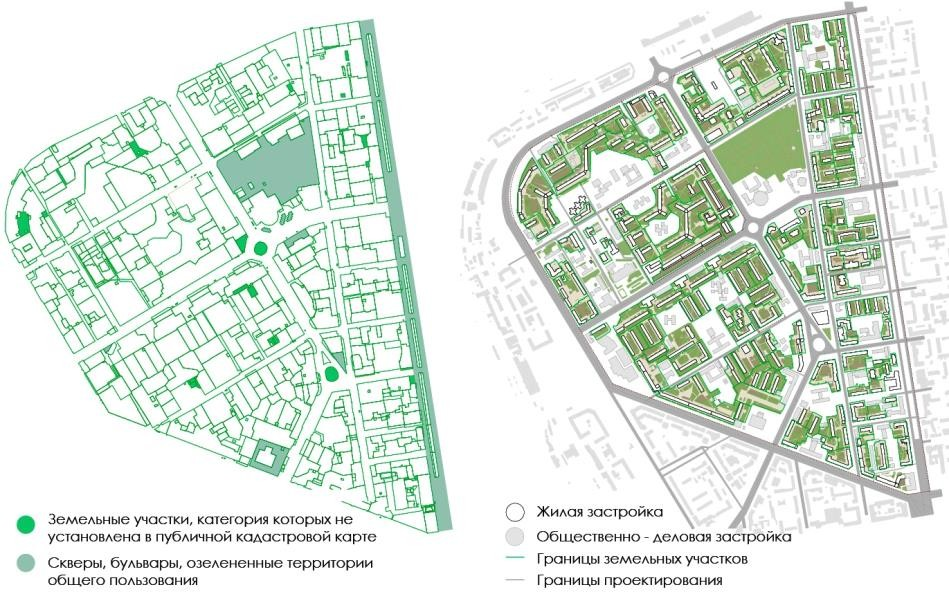 Земельные участки, категория которых не
установлена в публичной кадастровой карте
Скверы, бульвары, озелененные территории
общего пользования
Жилая застройка
Общественно - деловая застройка
Границы земельных участков
Границы проектирования